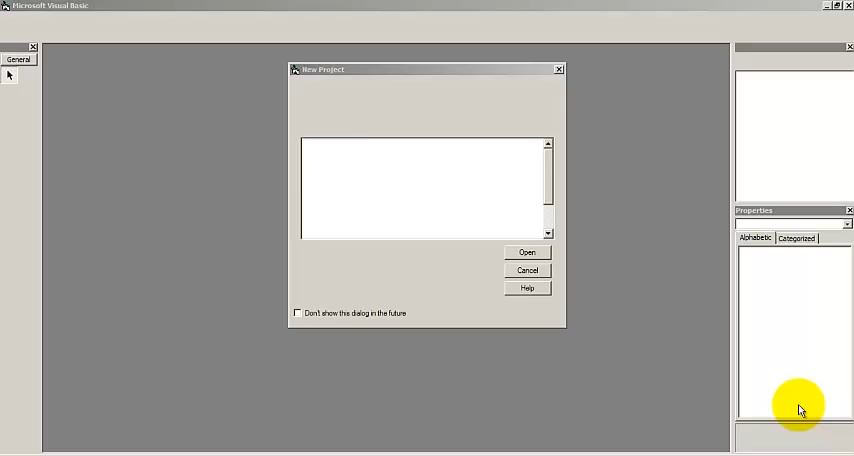 Microsoft Visual Basic
General
New Project
Open
Cancel
Help
Don't show this dialog in the future
Properties
Alphabetic
Categorized